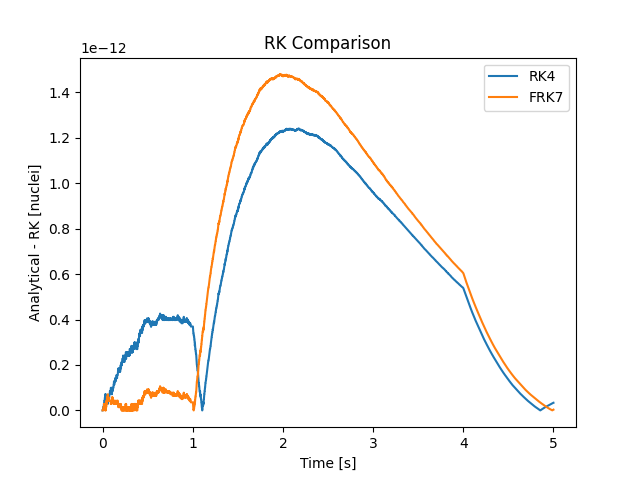 RK Comparison
1e−12
RK4
FRK7
Analytical - RK [nuclei]
1.4
1.2
1.0
0.8
0.6
0.4
0.2
0.0
0 1 2 3 4 5
Time [s]